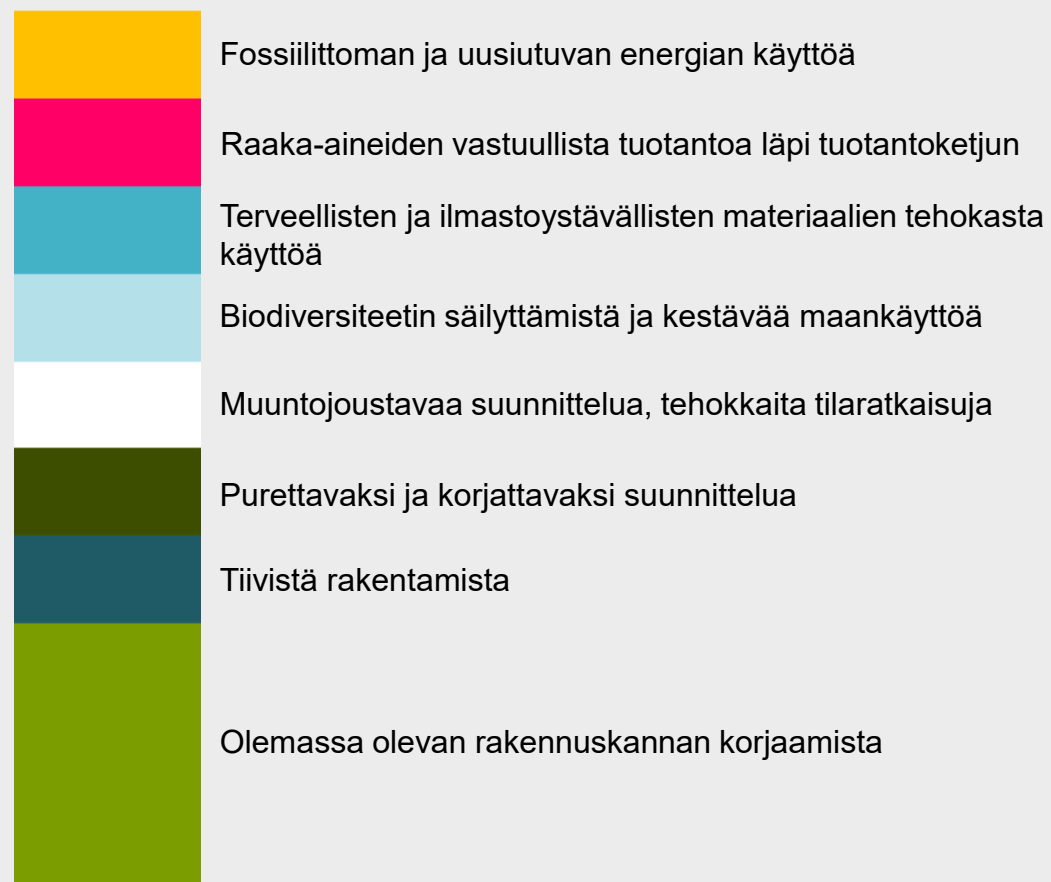 Fossiilittoman ja uusiutuvan energian käyttöä
Raaka-aineiden vastuullista tuotantoa läpi tuotantoketjun
Terveellisten ja ilmastoystävällisten materiaalien tehokasta
käyttöä
Biodiversiteetin säilyttämistä ja kestävää maankäyttöä
Muuntojoustavaa suunnittelua, tehokkaita tilaratkaisuja
Purettavaksi ja korjattavaksi suunnittelua
Tiivistä rakentamista
Olemassa olevan rakennuskannan korjaamista